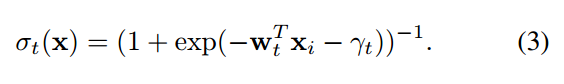 σ_t(𝐱) = (1 + exp(−𝐰_t^T 𝐱_i − γ_t))^{−1}. (3)